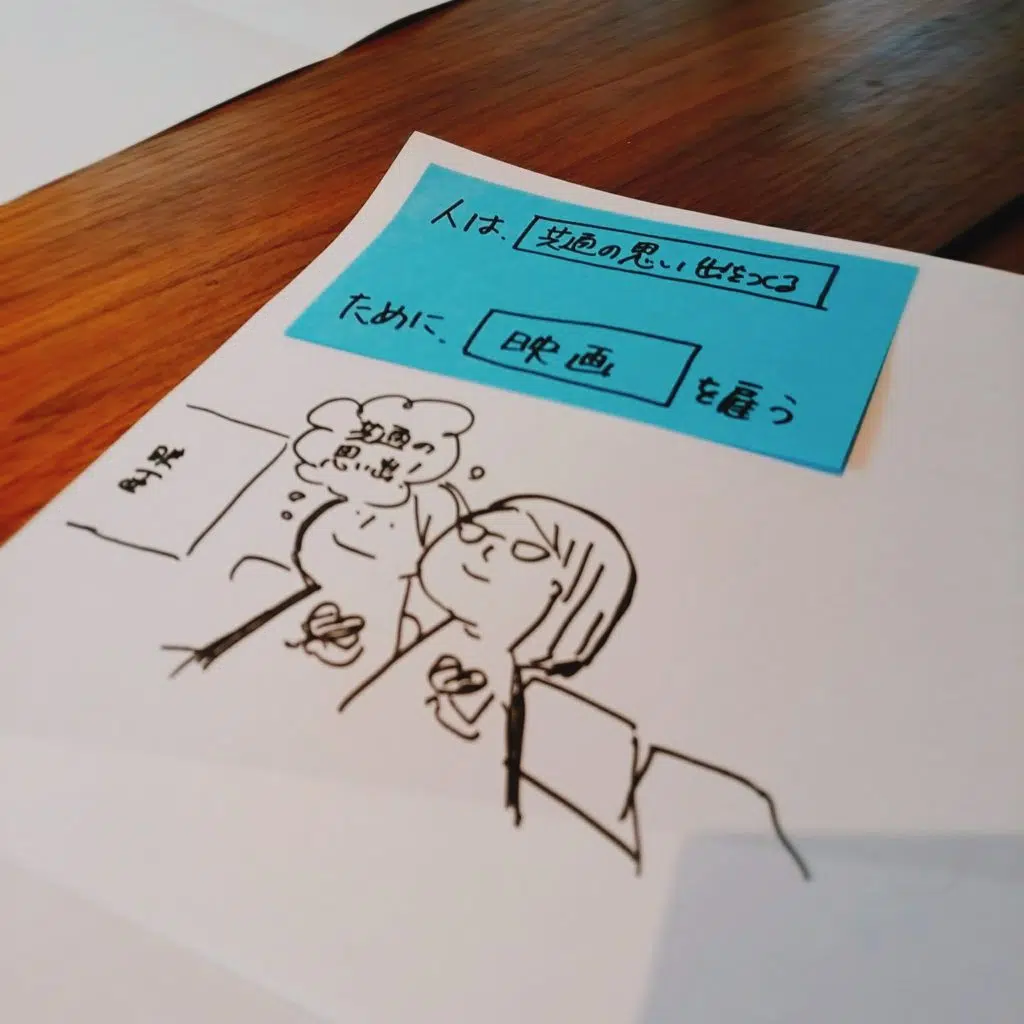 人は、共通の思い出をつくる
ために、映画を雇う
共通の
思い出!